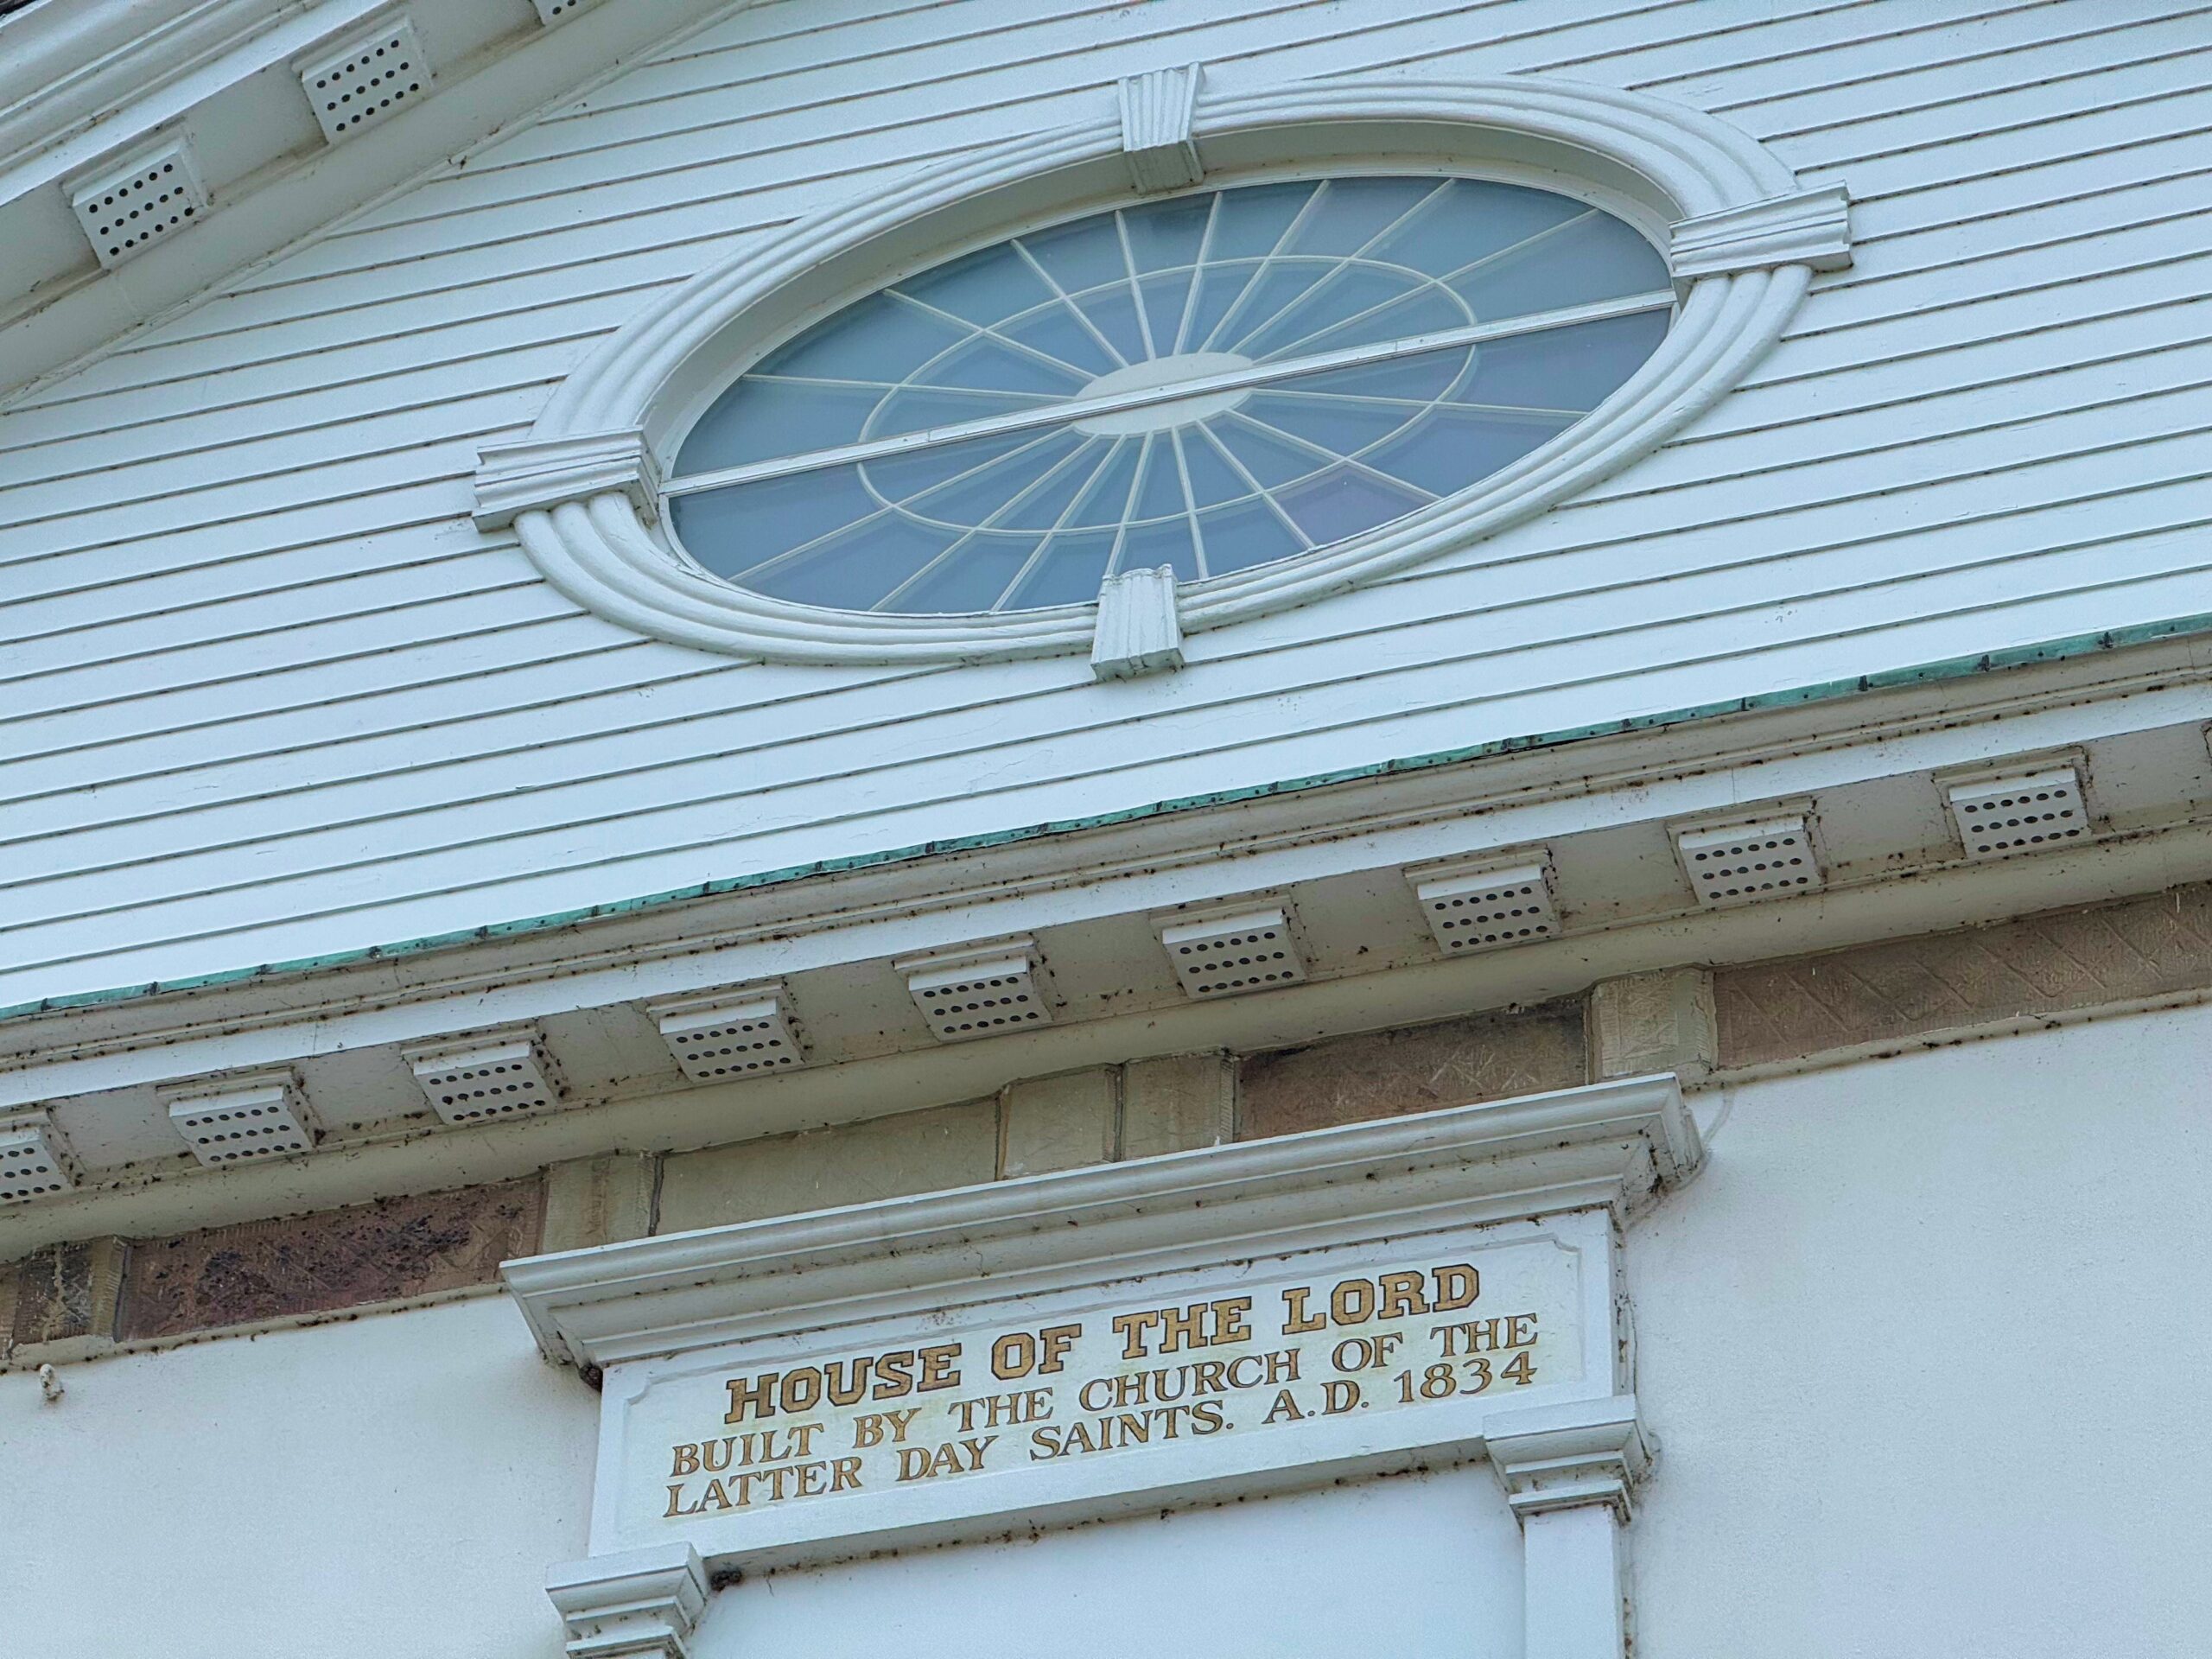 HOUSE OF THE LORD
BUILT BY THE CHURCH OF THE
LATTER DAY SAINTS. A.D. 1834